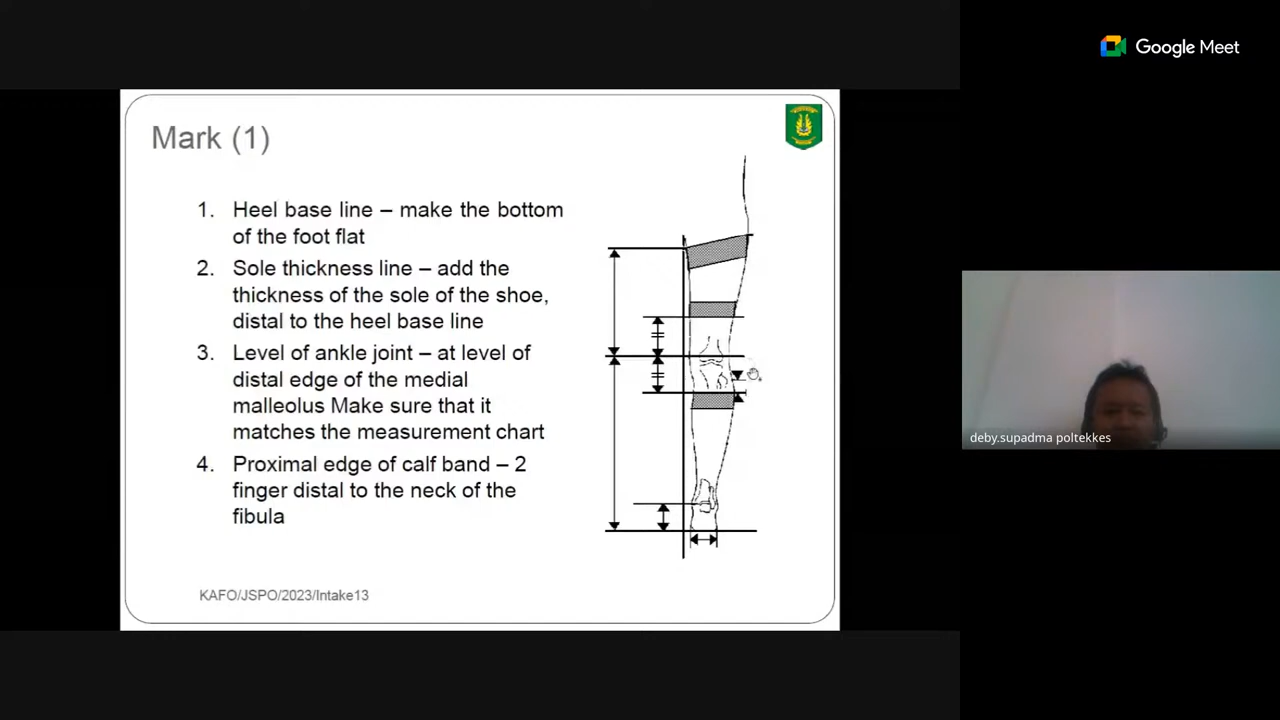 Google Meet
Mark (1)
1. Heel base line – make the bottom
of the foot flat
2. Sole thickness line – add the
thickness of the sole of the shoe,
distal to the heel base line
3. Level of ankle joint – at level of
distal edge of the medial
malleolus Make sure that it
matches the measurement chart
4. Proximal edge of calf band – 2
finger distal to the neck of the
fibula
KAFO/JSPO/2023/Intake13
deby.supadma poltekkes